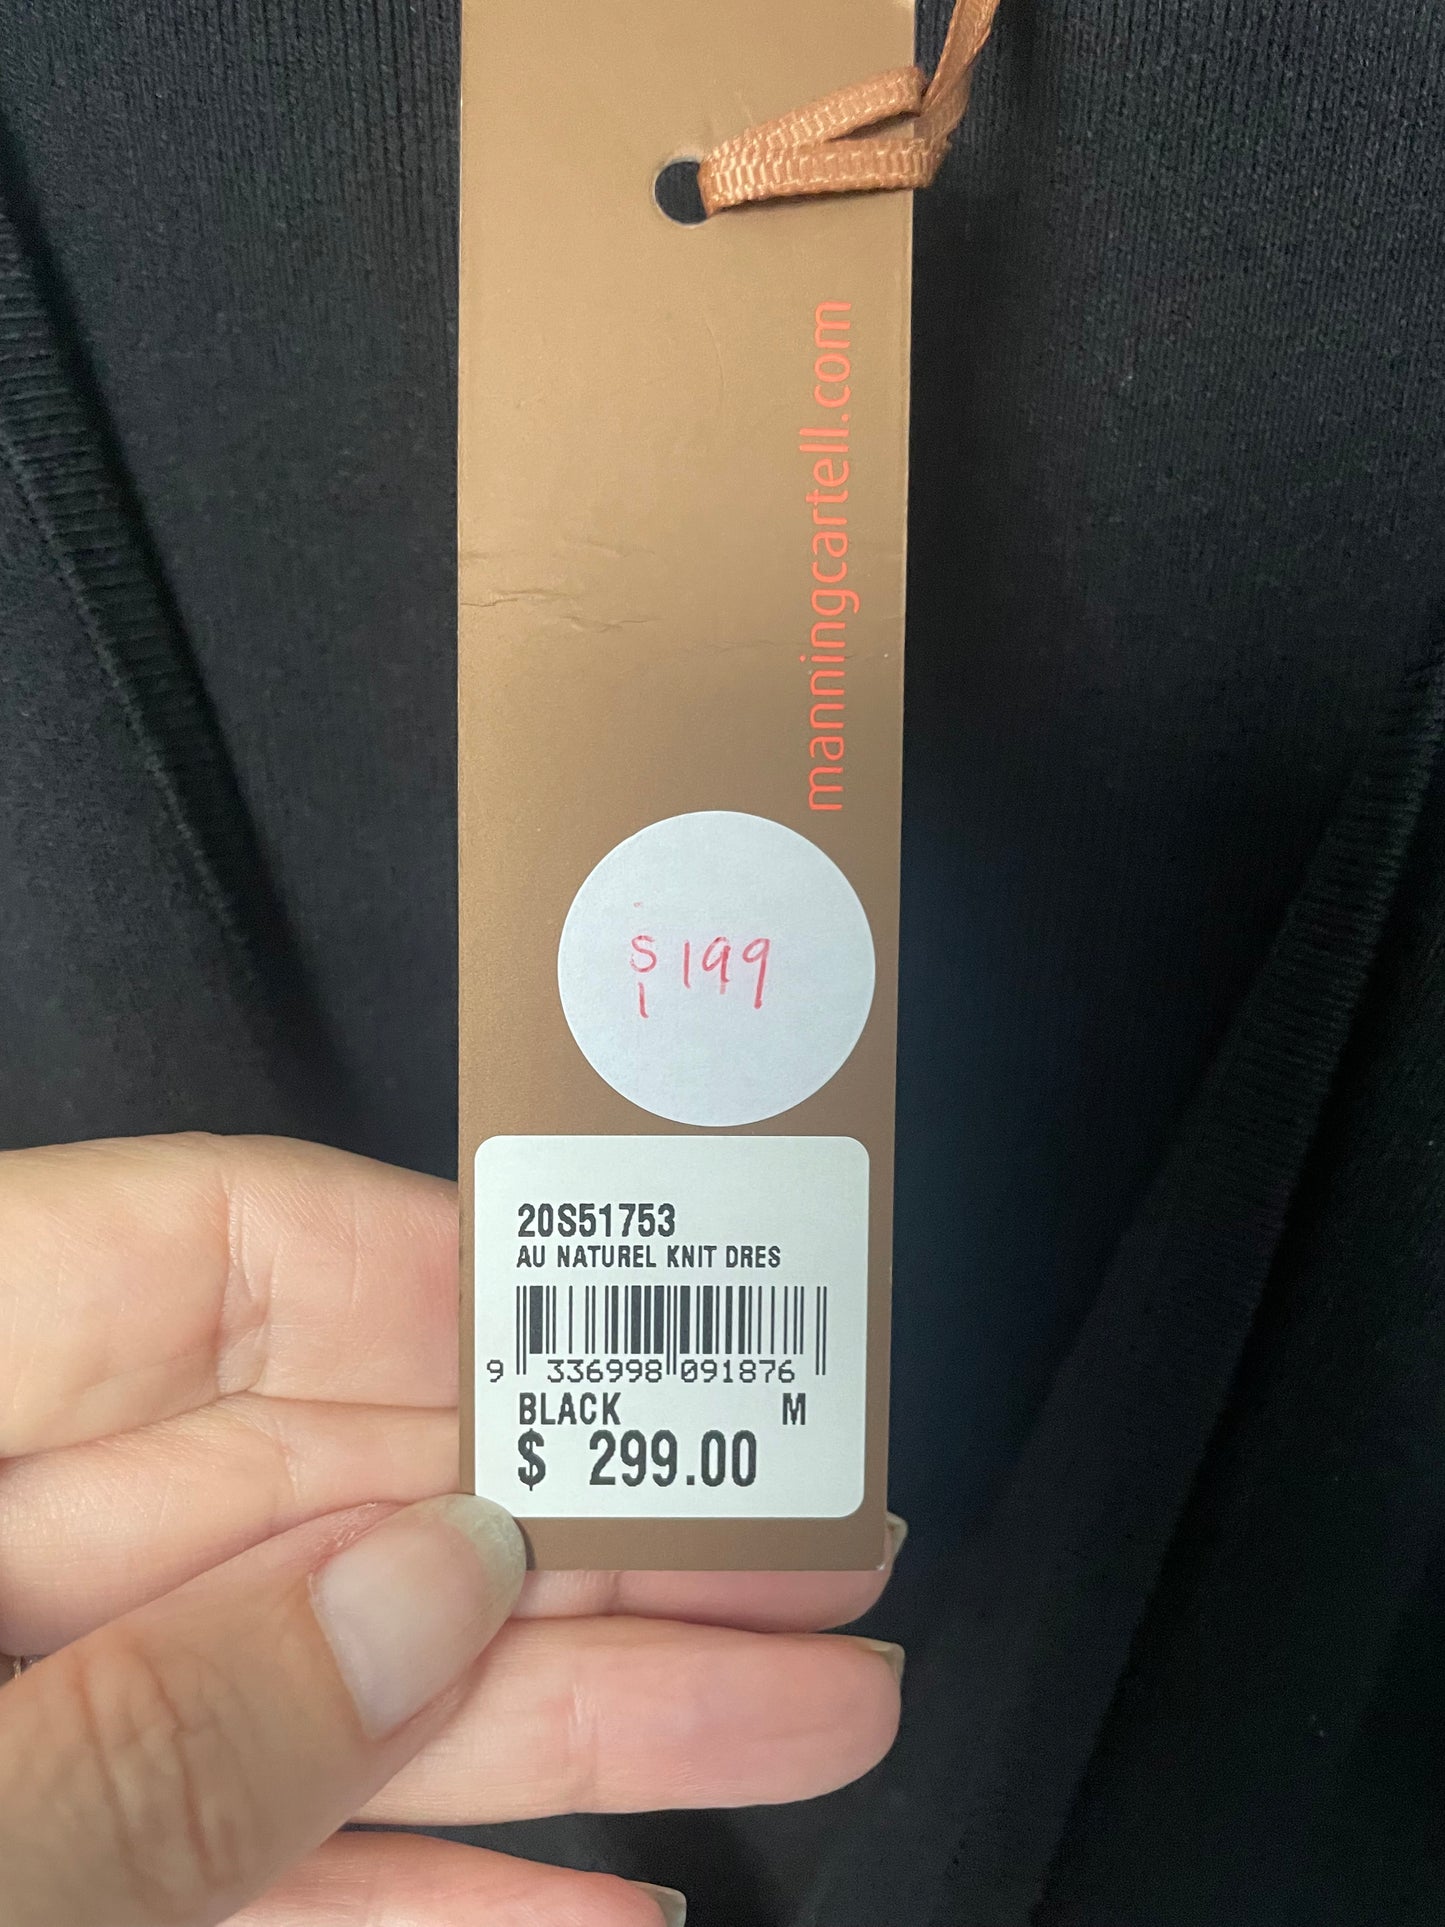 manningcartell.com
$199
20S51753
AU NATUREL KNIT DRES
9 336998 091876
BLACK M
$ 299.00